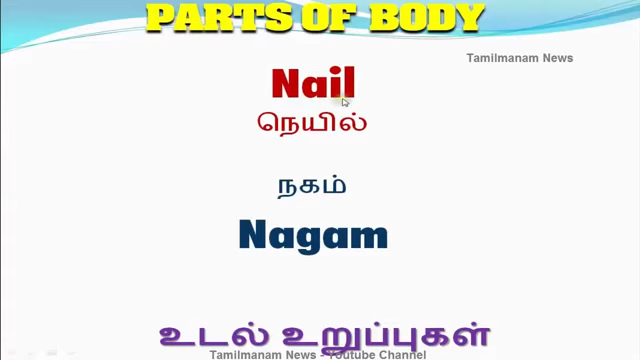 PARTS OF BODY
Tamilmanam News
Nail
நெயில்
நகம்
Nagam
உடல் உறுப்புகள்
Tamilmanam News - Youtube Channel